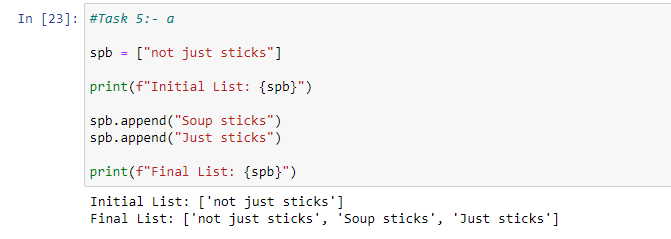 In [23]: #Task 5:- a
spb = ["not just sticks"]
print(f"Initial List: {spb}")
spb.append("Soup sticks")
spb.append("Just sticks")
print(f"Final List: {spb}")
Initial List: ['not just sticks']
Final List: ['not just sticks', 'Soup sticks', 'Just sticks']